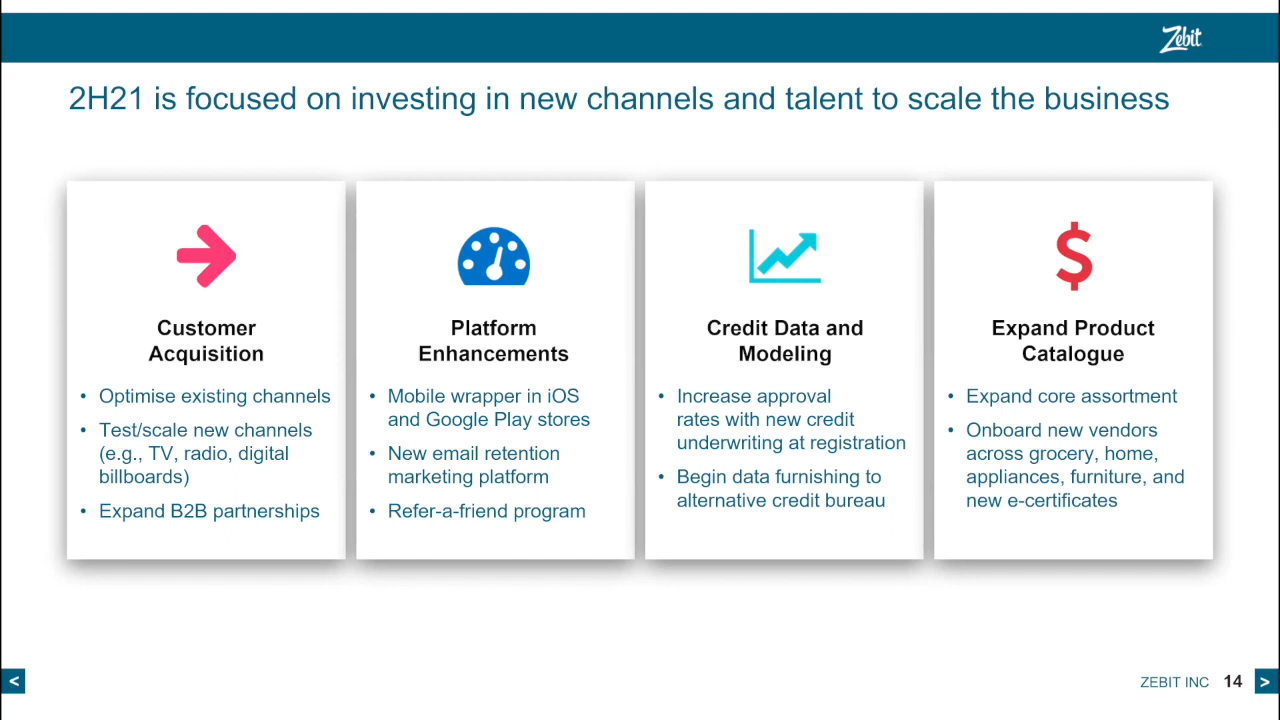 Zebit
2H21 is focused on investing in new channels and talent to scale the business
Customer
Acquisition
• Optimise existing channels
• Test/scale new channels
(e.g., TV, radio, digital
billboards)
• Expand B2B partnerships
Platform
Enhancements
• Mobile wrapper in iOS
and Google Play stores
• New email retention
marketing platform
• Refer-a-friend program
Credit Data and
Modeling
• Increase approval
rates with new credit
underwriting at registration
• Begin data furnishing to
alternative credit bureau
$
Expand Product
Catalogue
• Expand core assortment
• Onboard new vendors
across grocery, home,
appliances, furniture, and
new e-certificates
<
ZEBIT INC 14 >